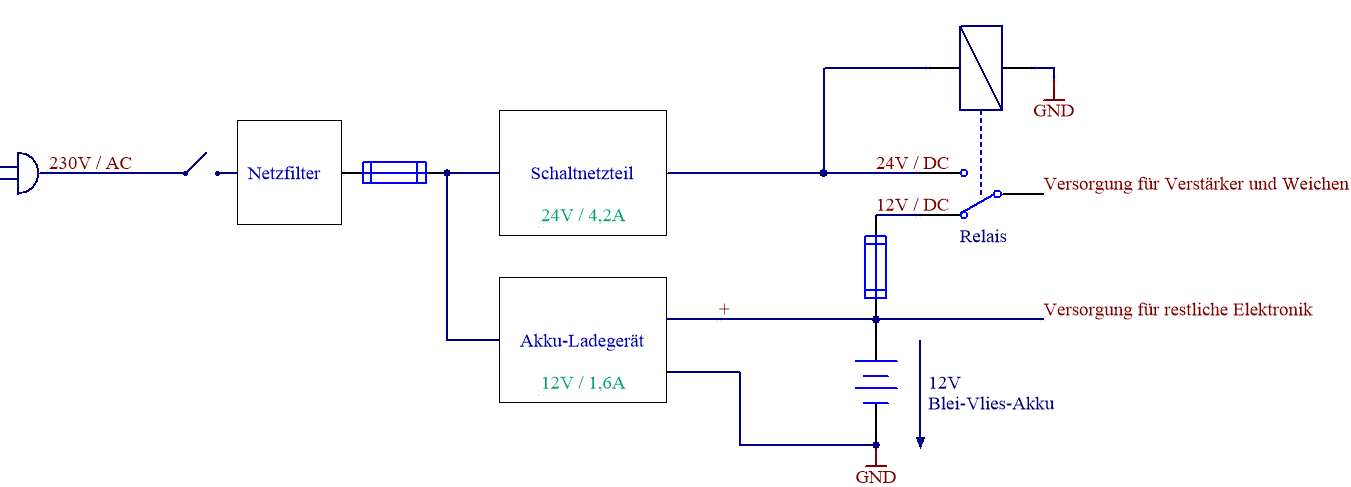 GND
230V / AC
Netzfilter
Schaltnetzteil
24V / 4,2A
24V / DC
Versorgung für Verstärker und Weichen
12V / DC
Relais
+
Versorgung für restliche Elektronik
Akku-Ladegerät
12V / 1,6A
12V
Blei-Vlies-Akku
GND